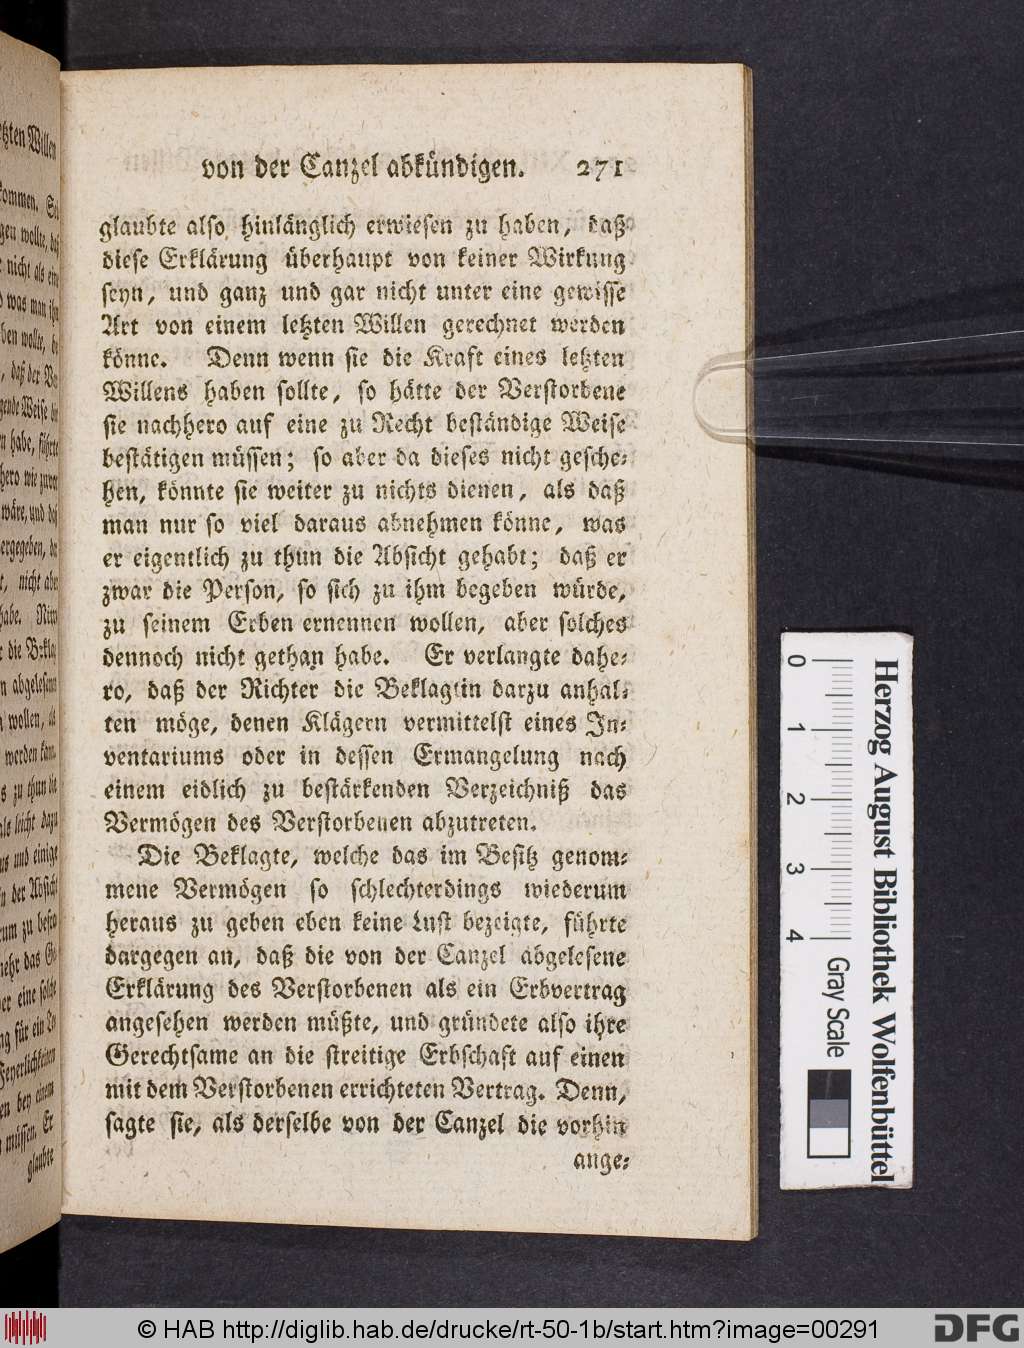 von der Canzel abkündigen. 271
glaubte also hinlänglich erwiesen zu haben, daß
diese Erklärung überhaupt von keiner Wirkung
seyn, und ganz und gar nicht unter eine gewisse
Art von einem letzten Willen gerechnet werden
könne. Denn wenn sie die Kraft eines letzten
Willens haben sollte, so hätte der Verstorbene
sie nachhero auf eine zu Recht beständige Weise
bestätigen müssen; so aber da dieses nicht gesche-
hen, könnte sie weiter zu nichts dienen, als daß
man nur so viel daraus abnehmen könne, was
er eigentlich zu thun die Absicht gehabt; daß er
zwar die Person, so sich zu ihm begeben würde,
zu seinem Erben ernennen wollen, aber solches
dennoch nicht gethan habe. Er verlangte dahe-
ro, daß der Richter die Beklagtin darzu anhal-
ten möge, denen Klägern vermittelst eines In-
ventariums oder in dessen Ermangelung nach
einem eidlich zu bestärkenden Verzeichniß das
Vermögen des Verstorbenen abzutreten.
Die Beklagte, welche das im Besitz genom-
mene Vermögen so schlechterdings wiederum
heraus zu geben eben keine Lust bezeigte, führte
dargegen an, daß die von der Canzel abgelesene
Erklärung des Verstorbenen als ein Erbvertrag
angesehen werden müßte, und gründete also ihre
Gerechtsame an die streitige Erbschaft auf einen
mit dem Verstorbenen errichteten Vertrag. Denn,
sagte sie, als derselbe von der Canzel die vorhin
ange-
0 1 2 3 4 Gray Scale
Herzog August Bibliothek Wolfenbüttel
© HAB http://diglib.hab.de/drucke/rt-50-1b/start.htm?image=00291
DFG